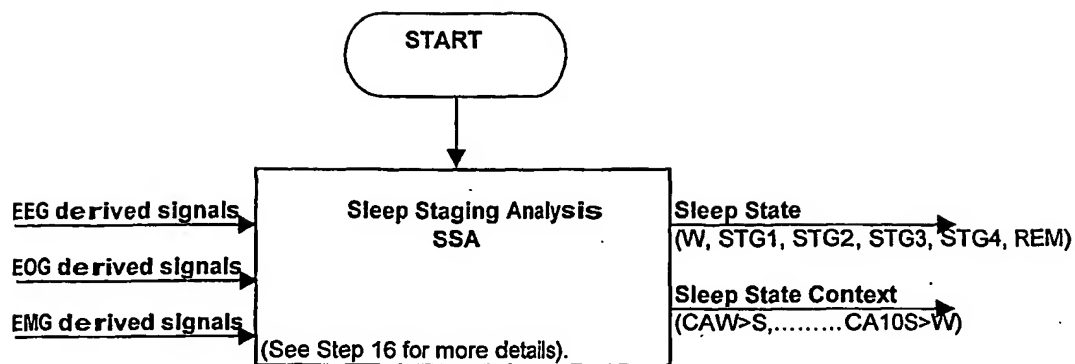 START
EEG derived signals
EOG derived signals
EMG derived signals
Sleep Staging Analysis
SSA
(See Step 16 for more details).
Sleep State
(W, STG1, STG2, STG3, STG4, REM)
Sleep State Context
(CAW>S,.........CA10S>W)